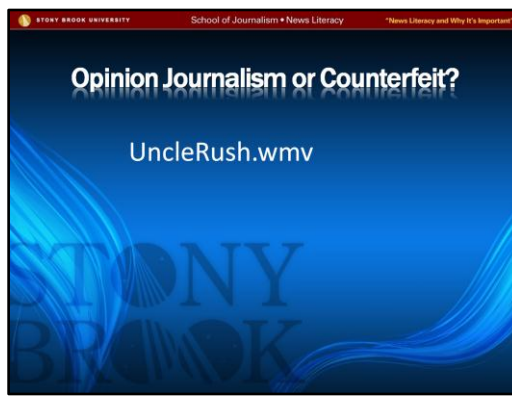 STONY BROOK UNIVERSITY School of Journalism • News Literacy "News Literacy and Why It's Important"
Opinion Journalism or Counterfeit?
UncleRush.wmv
STONY
BROOK